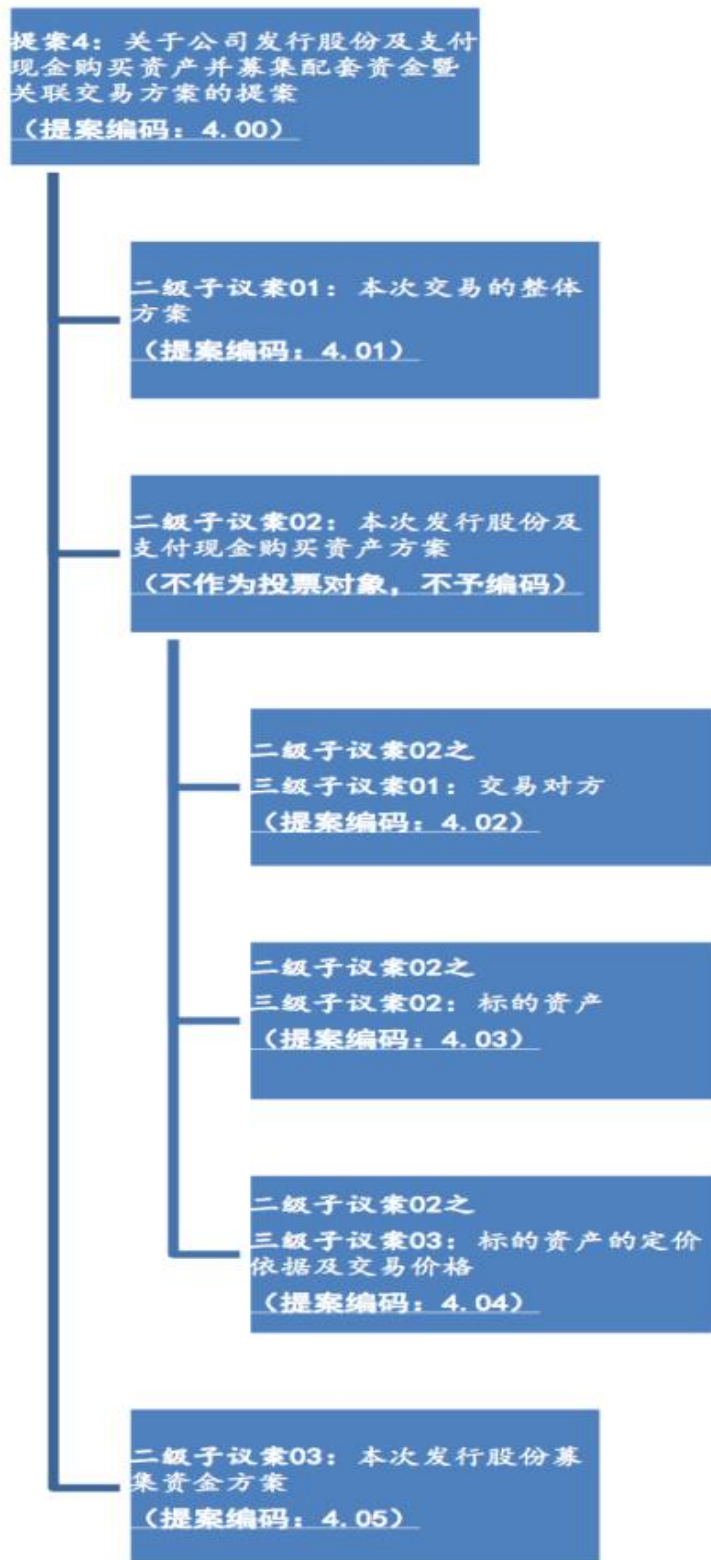 提案4：关于公司发行股份及支付
现金购买资产并募集配套资金暨
关联交易方案的提案
（提案编码：4.00）
二级子议案01：本次交易的整体
方案
（提案编码：4.01）
二级子议案02：本次发行股份及
支付现金购买资产方案
（不作为投票对象，不予编码）
二级子议案02之
三级子议案01：交易对方
（提案编码：4.02）
二级子议案02之
三级子议案02：标的资产
（提案编码：4.03）
二级子议案02之
三级子议案03：标的资产的定价
依据及交易价格
（提案编码：4.04）
二级子议案03：本次发行股份募
集资金方案
（提案编码：4.05）